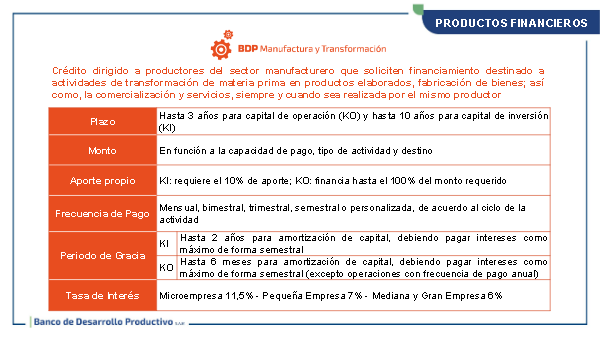 PRODUCTOS FINANCIEROS
BDP Manufactura y Transformación
Crédito dirigido a productores del sector manufacturero que soliciten financiamiento destinado a
actividades de transformación de materia prima en productos elaborados, fabricación de bienes; así
como, la comercialización y servicios, siempre y cuando sea realizada por el mismo productor
Plazo
Hasta 3 años para capital de operación (KO) y hasta 10 años para capital de inversión
(KI)
Monto
En función a la capacidad de pago, tipo de actividad y destino
Aporte propio
KI: requiere el 10% de aporte; KO: financia hasta el 100% del monto requerido
Frecuencia de Pago
Mensual, bimestral, trimestral, semestral o personalizada, de acuerdo al ciclo de la
actividad
Periodo de Gracia
KI
Hasta 2 años para amortización de capital, debiendo pagar intereses como
máximo de forma semestral
KO
Hasta 6 meses para amortización de capital, debiendo pagar intereses como
máximo de forma semestral (excepto operaciones con frecuencia de pago anual)
Tasa de Interés
Microempresa 11,5% - Pequeña Empresa 7% - Mediana y Gran Empresa 6%
Banco de Desarrollo Productivo S.A.M.